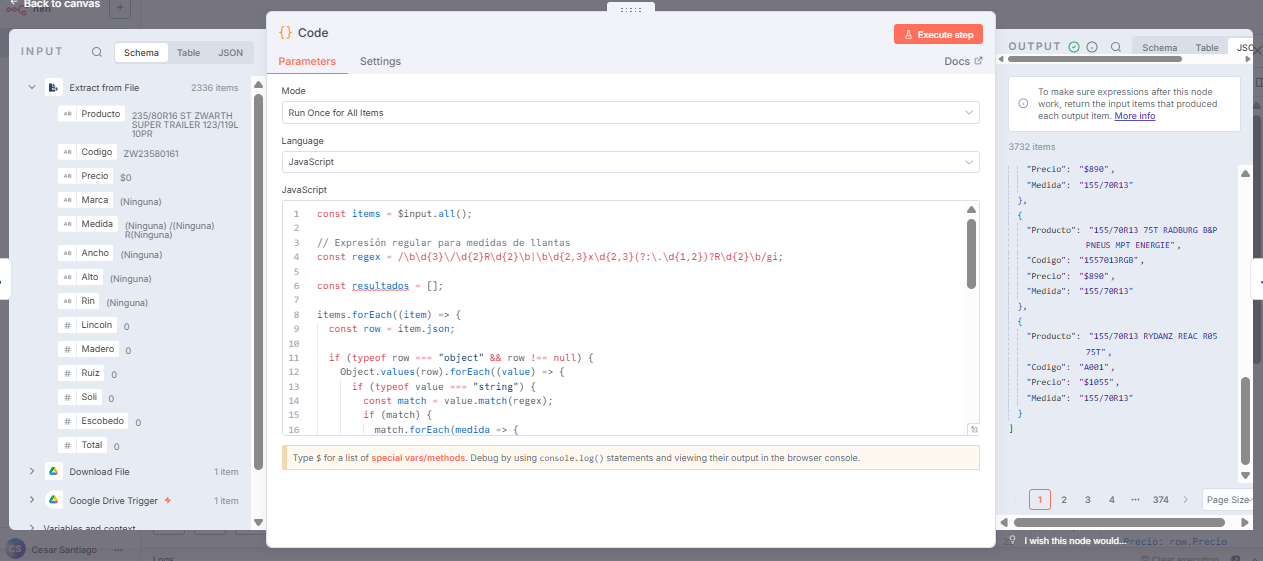 Back to canvas
INPUT
Schema
Table
JSON
Extract from File
2336 items
Producto
235/80R16 ST ZWARTH
SUPER TRAILER 123/119L
10PR
Codigo
ZW23580161
Precio
$0
Marca
(Ninguna)
Medida
(Ninguna) /(Ninguna)
R(Ninguna)
Ancho
(Ninguna)
Alto
(Ninguna)
Rin
(Ninguna)
# Lincoln
0
# Madero
0
# Ruiz
0
# Soli
0
# Escobedo
0
# Total
0
Download File
1 item
Google Drive Trigger
1 item
Variables and context
CS
Cesar Santiago
Logs
{} Code
Execute step
Parameters
Settings
Docs
Mode
Run Once for All Items
Language
JavaScript
JavaScript
1 const items = $input.all();
2
3 // Expresión regular para medidas de llantas
4 const regex = /\b\d{3}\/\d{2}R\d{2}\b|\b\d{2,3}x\d{2,3}(?:\.\d{1,2})?R\d{2}\b/gi;
5
6 const resultados = [];
7
8 items.forEach((item) => {
9 const row = item.json;
10
11 if (typeof row === "object" && row !== null) {
12 Object.values(row).forEach((value) => {
13 if (typeof value === "string") {
14 const match = value.match(regex);
15 if (match) {
16 match.forEach(medida => {
Type $ for a list of special vars/methods. Debug by using console.log() statements and viewing their output in the browser console.
OUTPUT
Schema
Table
JSO
To make sure expressions after this node
work, return the input items that produced
each output item. More info
3732 items
"Precio": "$890",
"Medida": "155/70R13"
},
{
"Producto": "155/70R13 75T RADBURG B&P
PNEUS MPT ENERGIE",
"Codigo": "1557013RGB",
"Precio": "$890",
"Medida": "155/70R13"
},
{
"Producto": "155/70R13 RYDANZ REAC R05
75T",
"Codigo": "A001",
"Precio": "$1055",
"Medida": "155/70R13"
}
]
1
2
3
4
374
Page Size
I wish this node would...
Precio: row.Precio
Clear execution